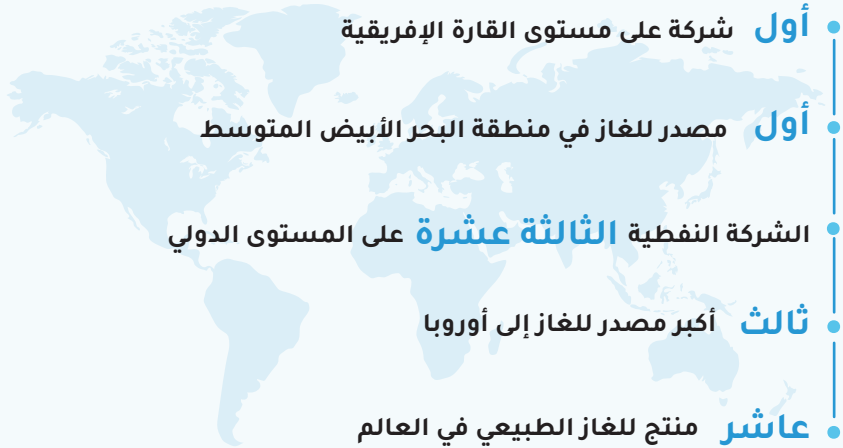 أول شركة على مستوى القارة الإفريقية
أول مصدر للغاز في منطقة البحر الأبيض المتوسط
الشركة النفطية الثالثة عشرة على المستوى الدولي
ثالث أكبر مصدر للغاز إلى أوروبا
عاشر منتج للغاز الطبيعي في العالم